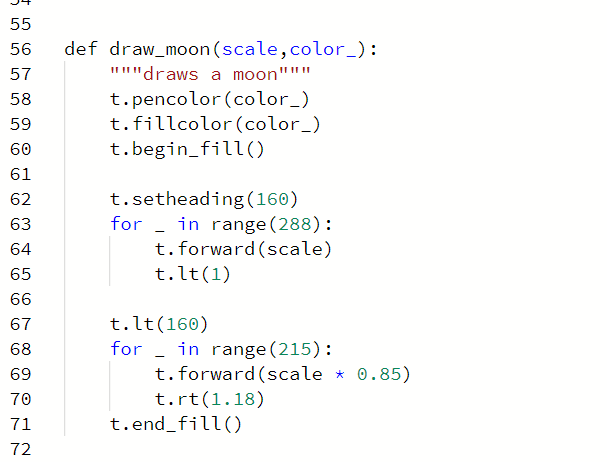 54
55
56 def draw_moon(scale,color_):
57 """draws a moon"""
58 t.pencolor(color_)
59 t.fillcolor(color_)
60 t.begin_fill()
61
62 t.setheading(160)
63 for _ in range(288):
64 t.forward(scale)
65 t.lt(1)
66
67 t.lt(160)
68 for _ in range(215):
69 t.forward(scale * 0.85)
70 t.rt(1.18)
71 t.end_fill()
72